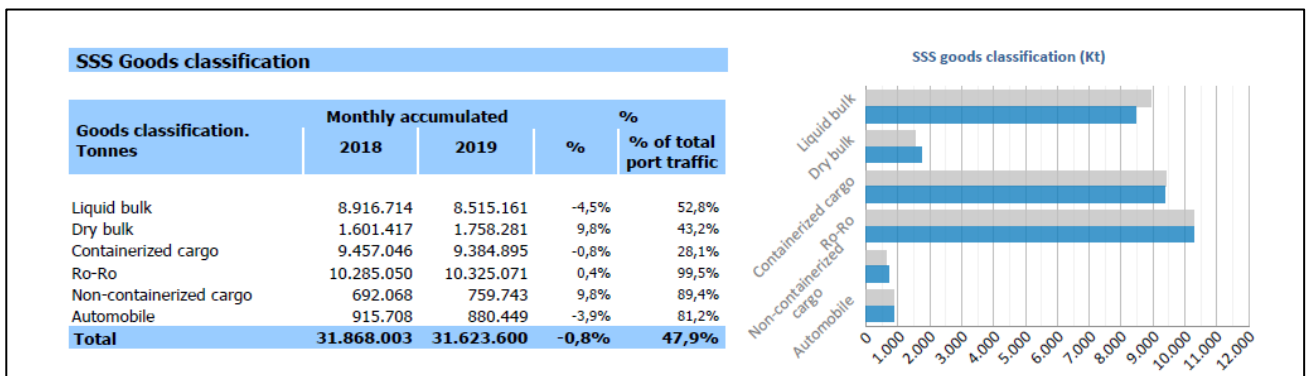 SSS Goods classification
Goods classification. Tonnes Monthly accumulated %
2018 2019 % % of total port traffic
Liquid bulk 8.916.714 8.515.161 -4,5% 52,8%
Dry bulk 1.601.417 1.758.281 9,8% 43,2%
Containerized cargo 9.457.046 9.384.895 -0,8% 28,1%
Ro-Ro 10.285.050 10.325.071 0,4% 99,5%
Non-containerized cargo 692.068 759.743 9,8% 89,4%
Automobile 915.708 880.449 -3,9% 81,2%
Total 31.868.003 31.623.600 -0,8% 47,9%
SSS goods classification (Kt)
Liquid bulk
Dry bulk
Containerized cargo
Ro-Ro
Non-containerized
cargo
Automobile
0 1.000 2.000 3.000 4.000 5.000 6.000 7.000 8.000 9.000 10.000 11.000 12.000